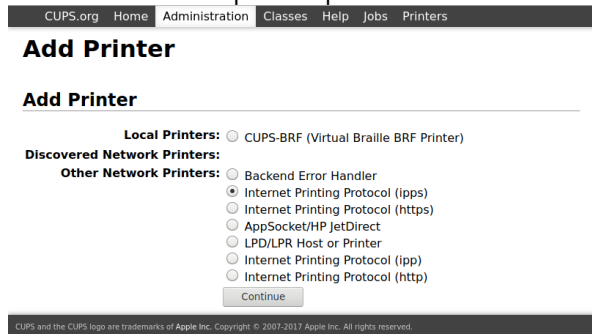 CUPS.org Home Administration Classes Help Jobs Printers
Add Printer
Add Printer
Local Printers: CUPS-BRF (Virtual Braille BRF Printer)
Discovered Network Printers:
Other Network Printers: Backend Error Handler
Internet Printing Protocol (ipps)
Internet Printing Protocol (https)
AppSocket/HP JetDirect
LPD/LPR Host or Printer
Internet Printing Protocol (ipp)
Internet Printing Protocol (http)
Continue
CUPS and the CUPS logo are trademarks of Apple Inc. Copyright © 2007-2017 Apple Inc. All rights reserved.